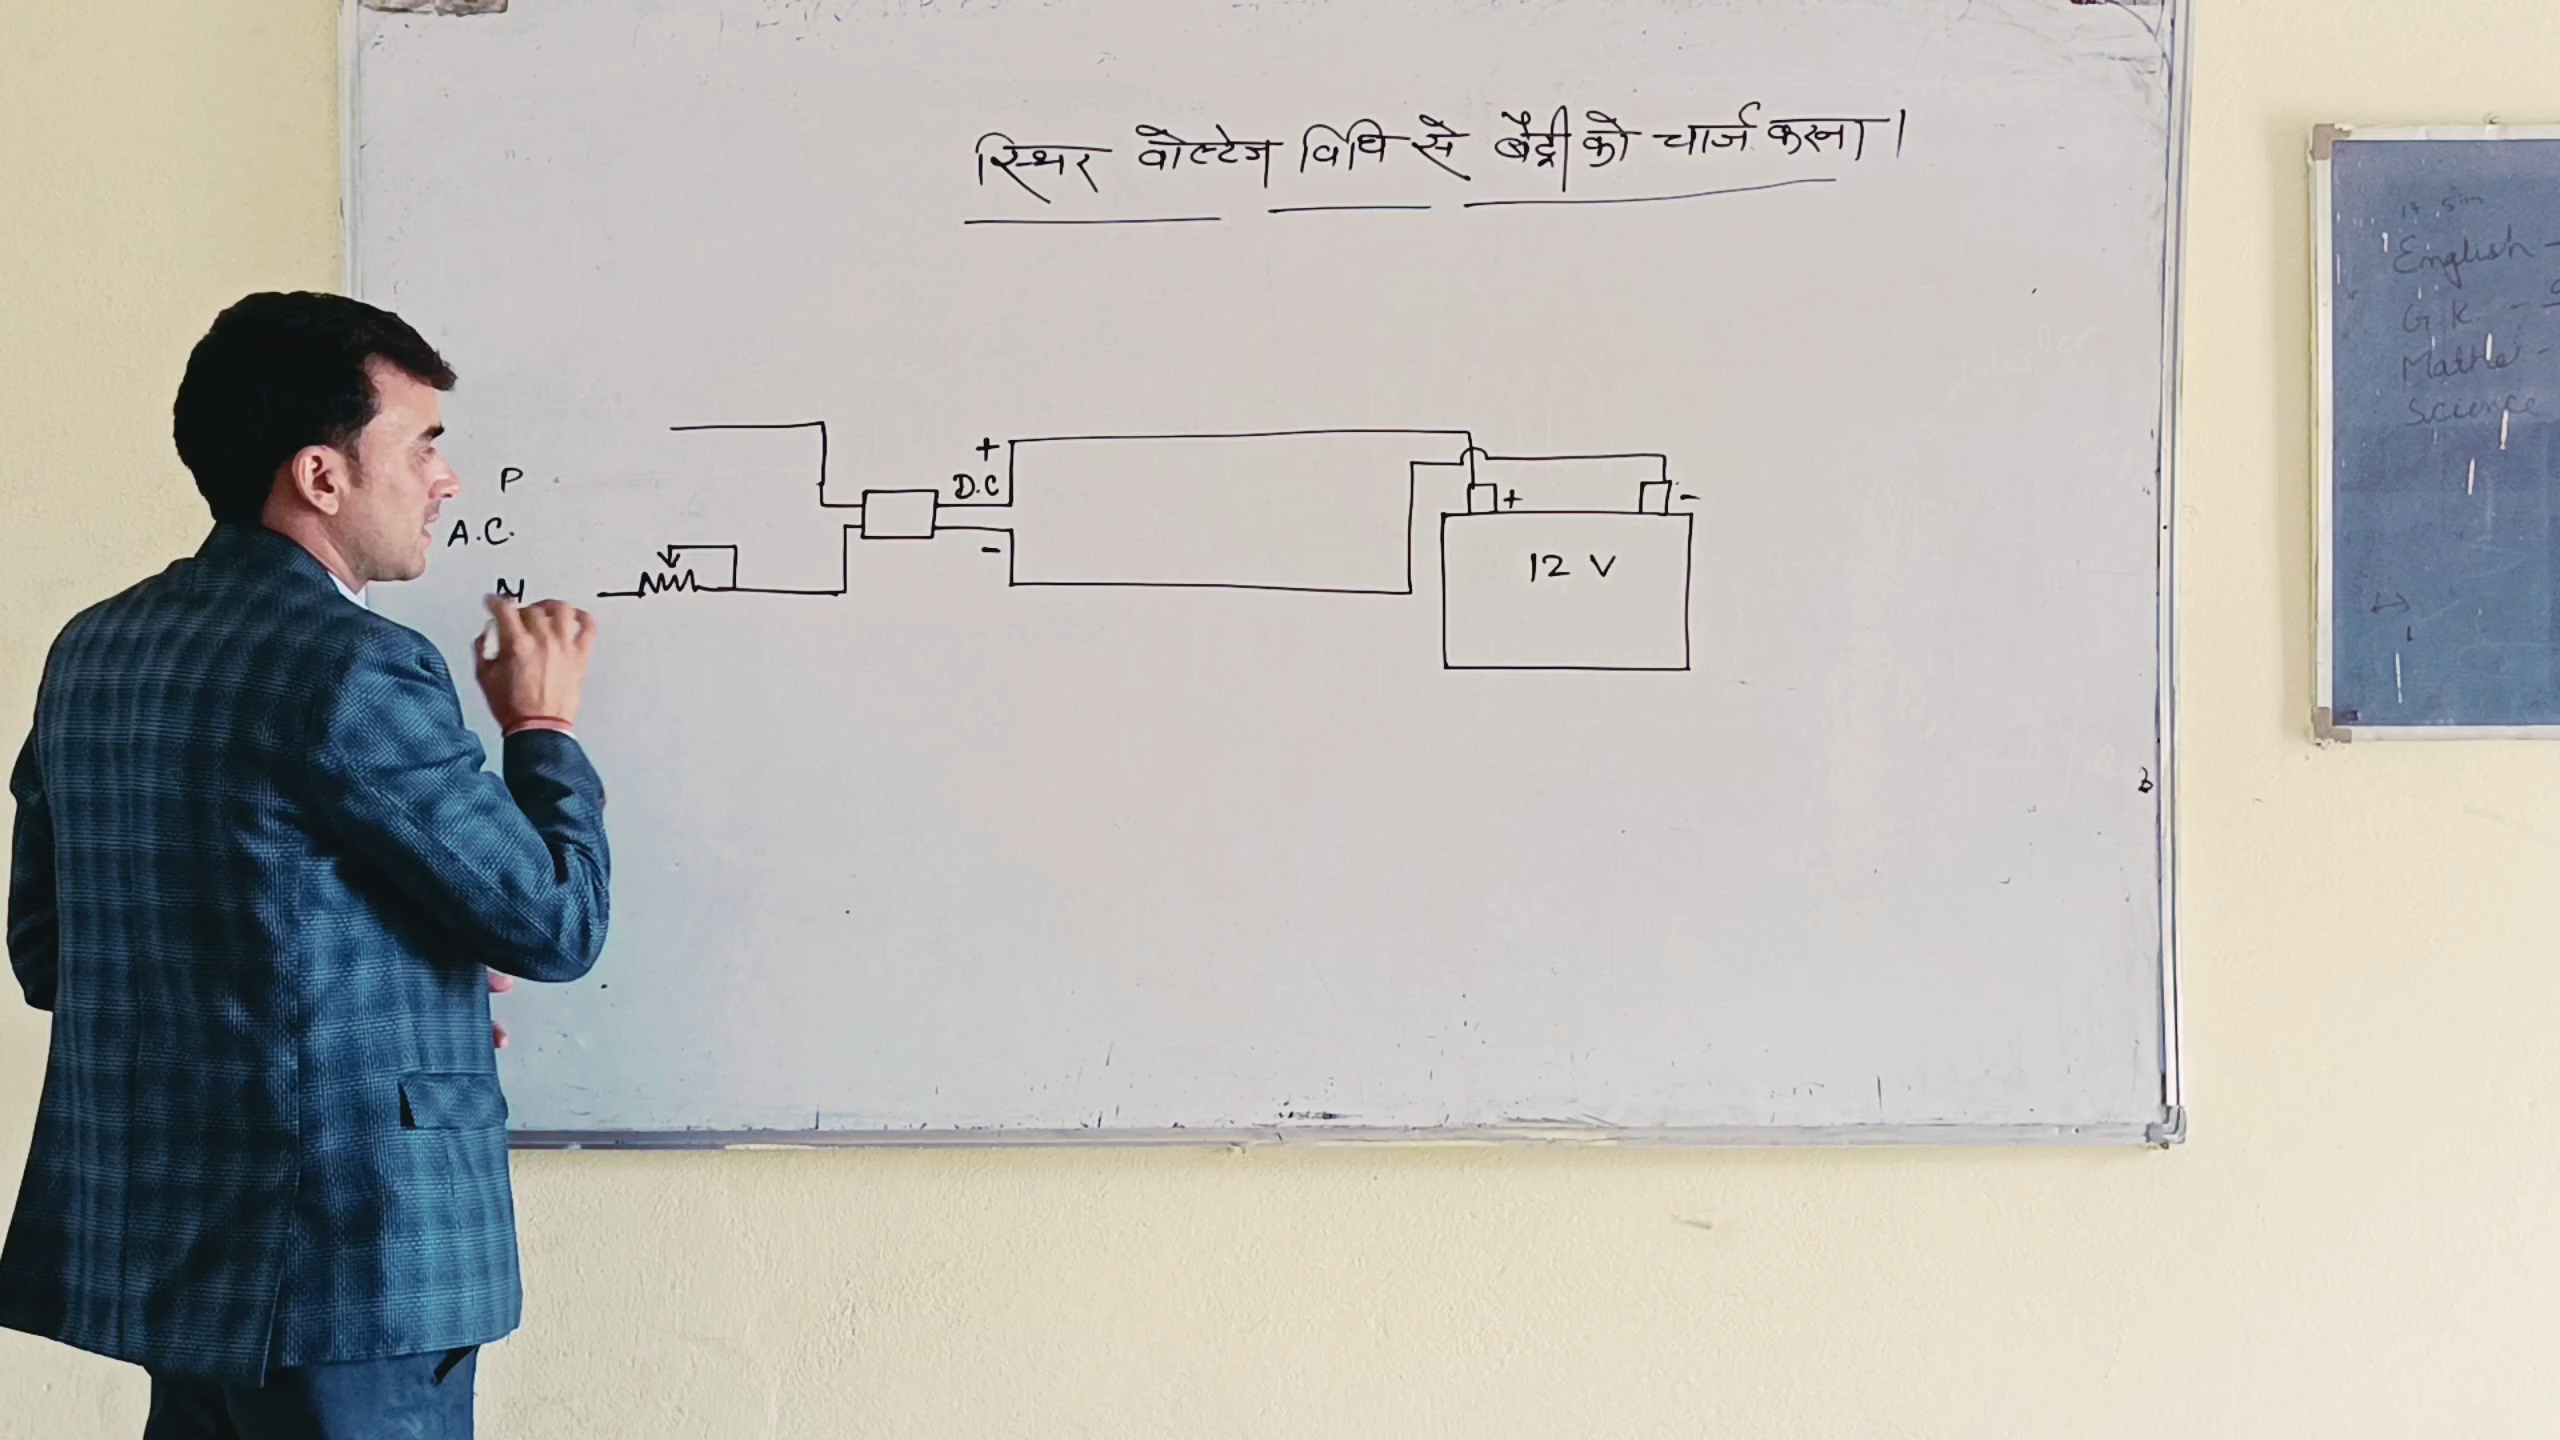 स्थिर वोल्टेज विधि से बैट्री को चार्ज करना।
P
A.C.
N
+
D.C
-
+
-
12 V
English -
G K -
Maths -
Science